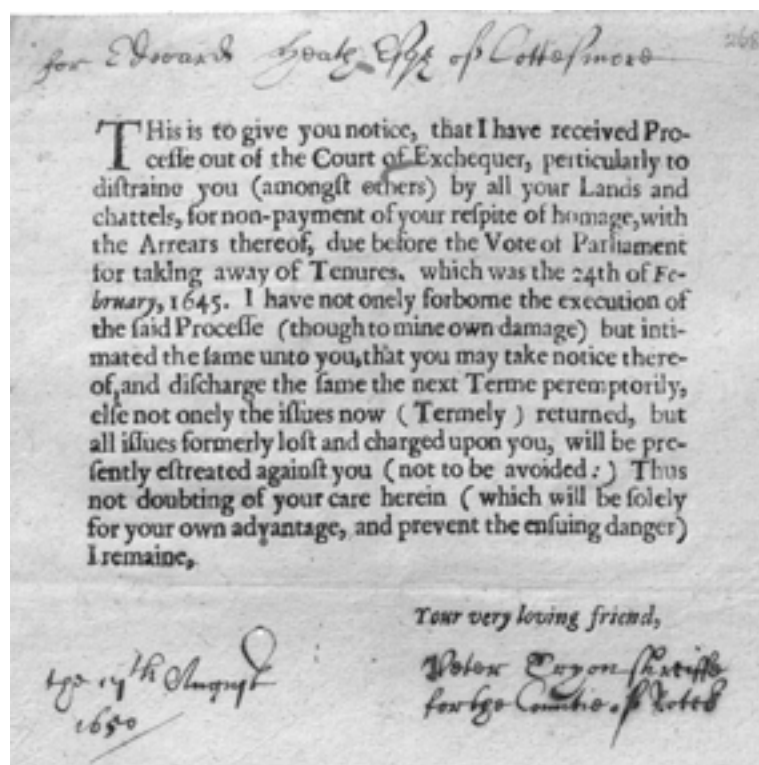 for Edward Heath Esqr of Cottesmore
268
THis is to give you notice, that I have received Pro-
cesse out of the Court of Exchequer, perticularly to
distraine you (amongst others) by all your Lands and
chattels, for non-payment of your respite of homage, with
the Arrears thereof, due before the Vote of Parliament
for taking away of Tenures, which was the 24th of Fe-
bruary, 1645. I have not onely forborne the execution of
the said Processe (though to mine own damage) but inti-
mated the same unto you, that you may take notice there-
of, and discharge the same the next Terme peremptorily,
else not onely the issues now (Termely) returned, but
all issues formerly lost and charged upon you, will be pre-
sently estreated against you (not to be avoided:) Thus
not doubting of your care herein (which will be solely
for your own advantage, and prevent the ensuing danger)
I remaine,
Your very loving friend,
Peter Tryon sheriffe
for the Countie of
the th August
1650